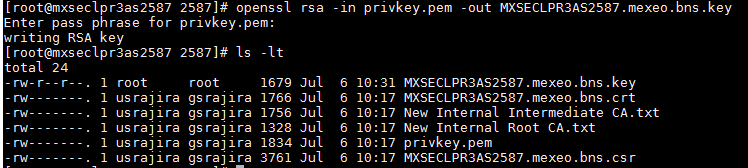 [root@mxseclpr3as2587 2587]# openssl rsa -in privkey.pem -out MXSECLPR3AS2587.mexeo.bns.key
Enter pass phrase for privkey.pem:
writing RSA key
[root@mxseclpr3as2587 2587]# ls -lt
total 24
-rw-r--r--. 1 root     root     1679 Jul  6 10:31 MXSECLPR3AS2587.mexeo.bns.key
-rw-------. 1 usrajira gsrajira 1766 Jul  6 10:17 MXSECLPR3AS2587.mexeo.bns.crt
-rw-------. 1 usrajira gsrajira 1756 Jul  6 10:17 New Internal Intermediate CA.txt
-rw-------. 1 usrajira gsrajira 1328 Jul  6 10:17 New Internal Root CA.txt
-rw-------. 1 usrajira gsrajira 1834 Jul  6 10:17 privkey.pem
-rw-------. 1 usrajira gsrajira 3761 Jul  6 10:17 MXSECLPR3AS2587.mexeo.bns.csr